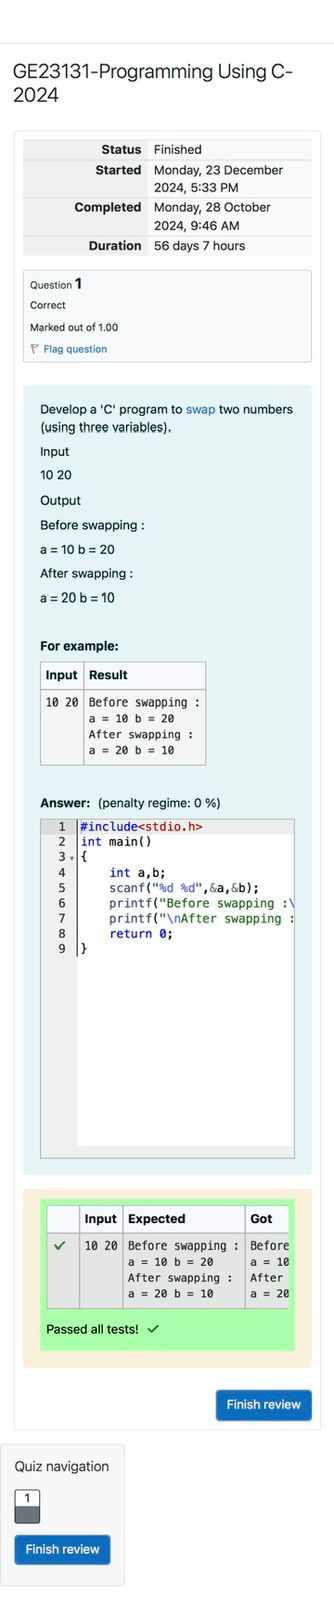 GE23131-Programming Using C-
2024
Status Finished
Started Monday, 23 December
2024, 5:33 PM
Completed Monday, 28 October
2024, 9:46 AM
Duration 56 days 7 hours
Question 1
Correct
Marked out of 1.00
Flag question
Develop a 'C' program to swap two numbers
(using three variables).
Input
10 20
Output
Before swapping :
a = 10 b = 20
After swapping :
a = 20 b = 10
For example:
Input Result
10 20 Before swapping :
a = 10 b = 20
After swapping :
a = 20 b = 10
Answer: (penalty regime: 0 %)
1 #include<stdio.h>
2 int main()
3 {
4 int a,b;
5 scanf("%d %d",&a,&b);
6 printf("Before swapping :\
7 printf("\nAfter swapping :
8 return 0;
9 }
Input Expected Got
10 20 Before swapping : Before
a = 10 b = 20 a = 10
After swapping : After
a = 20 b = 10 a = 20
Passed all tests!
Finish review
Quiz navigation
1
Finish review